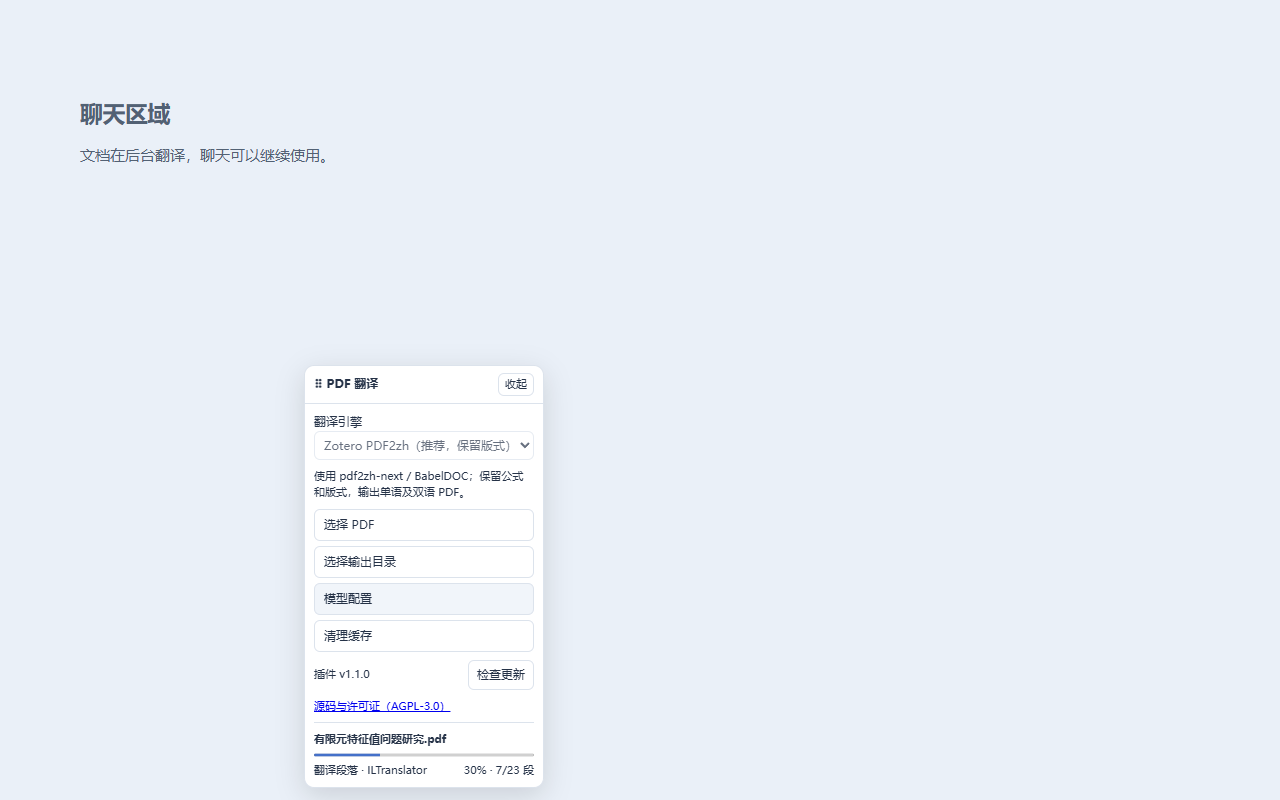 聊天区域
文档在后台翻译，聊天可以继续使用。
⠿ PDF 翻译
收起
翻译引擎
Zotero PDF2zh（推荐，保留版式）
使用 pdf2zh-next / BabelDOC；保留公式
和版式，输出单语及双语 PDF。
选择 PDF
选择输出目录
模型配置
清理缓存
插件 v1.1.0
检查更新
源码与许可证（AGPL-3.0）
有限元特征值问题研究.pdf
翻译段落 · ILTranslator
30% · 7/23 段